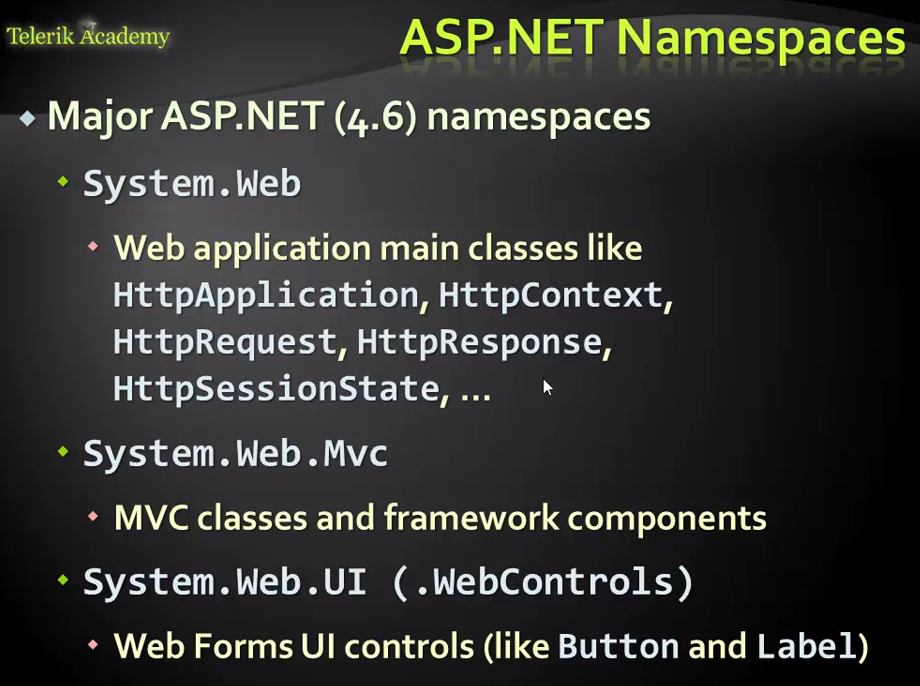 Telerik Academy
ASP.NET Namespaces
Major ASP.NET (4.6) namespaces
System.Web
Web application main classes like
HttpApplication, HttpContext,
HttpRequest, HttpResponse,
HttpSessionState, …
System.Web.Mvc
MVC classes and framework components
System.Web.UI (.WebControls)
Web Forms UI controls (like Button and Label)